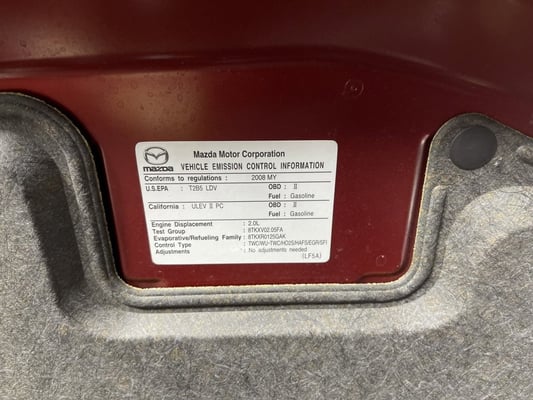 Mazda Motor Corporation
mazda VEHICLE EMISSION CONTROL INFORMATION
Conforms to regulations : 2008 MY
U.S.EPA : T2B5 LDV OBD : II
Fuel : Gasoline
California : ULEV II PC OBD : II
Fuel : Gasoline
Engine Displacement : 2.0L
Test Group : 8TKXV02.05FA
Evaporative/Refueling Family : 8TKXR0125GAK
Control Type : TWC/WU-TWC/HO2S/HAFS/EGR/SFI
Adjustments : No adjustments needed
(LF5A)